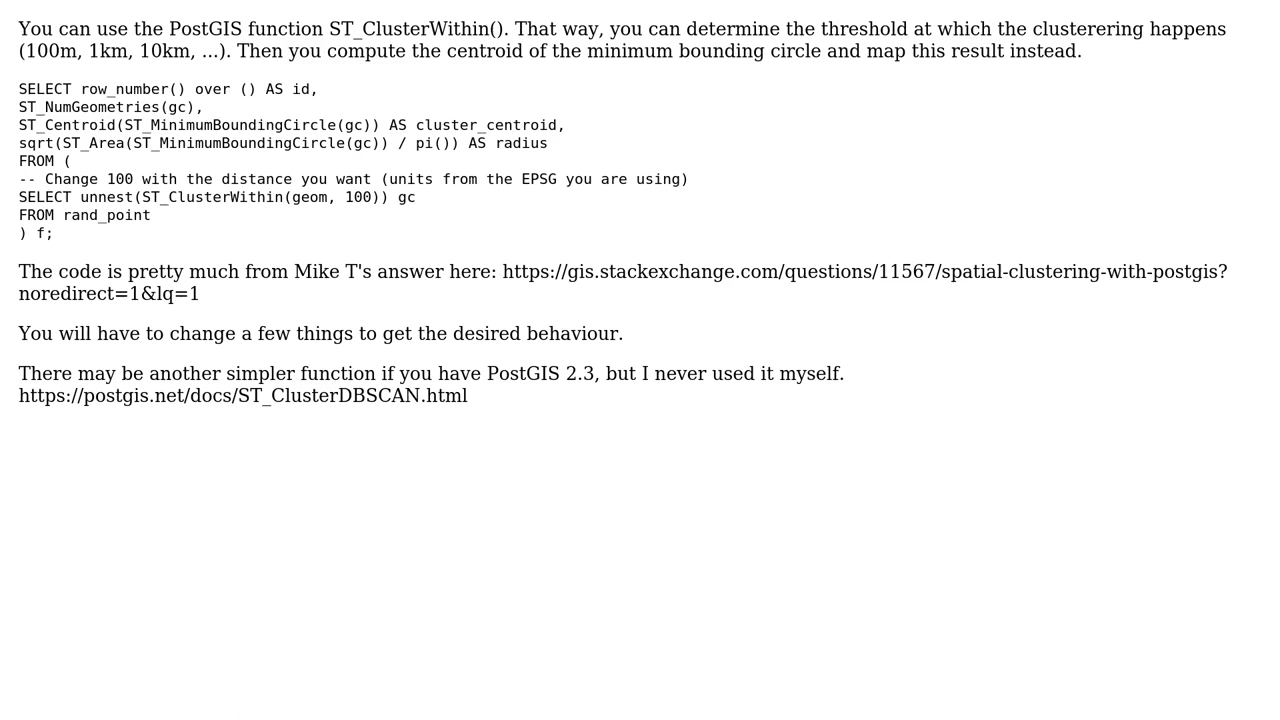 You can use the PostGIS function ST_ClusterWithin(). That way, you can determine the threshold at which the clusterering happens
(100m, 1km, 10km, ...). Then you compute the centroid of the minimum bounding circle and map this result instead.
SELECT row_number() over () AS id,
ST_NumGeometries(gc),
ST_Centroid(ST_MinimumBoundingCircle(gc)) AS cluster_centroid,
sqrt(ST_Area(ST_MinimumBoundingCircle(gc)) / pi()) AS radius
FROM (
-- Change 100 with the distance you want (units from the EPSG you are using)
SELECT unnest(ST_ClusterWithin(geom, 100)) gc
FROM rand_point
) f;
The code is pretty much from Mike T's answer here: https://gis.stackexchange.com/questions/11567/spatial-clustering-with-postgis?
noredirect=1&lq=1
You will have to change a few things to get the desired behaviour.
There may be another simpler function if you have PostGIS 2.3, but I never used it myself.
https://postgis.net/docs/ST_ClusterDBSCAN.html